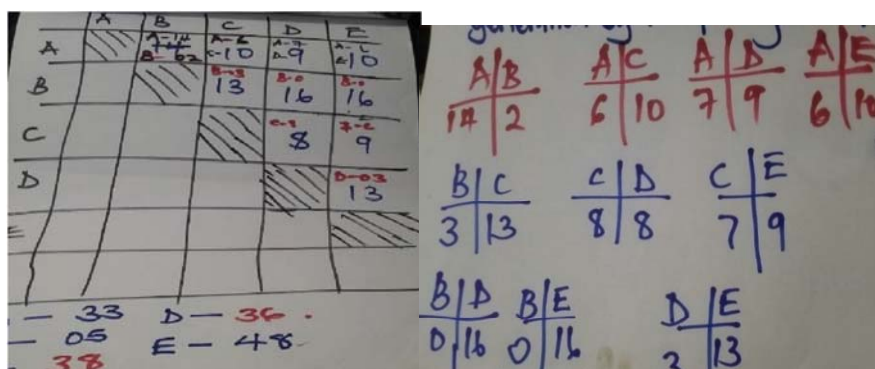 A B C D E
A A-14 B-02 A-6 C-10 A-7 D-9 10
B B-03 13 B-0 16 B-0 16
C C-8 8 7-C 9
D D-03 13
E
- 33 D - 36
- 05 E - 48
38
A B A C A D A E
14 2 6 10 7 9 6 10
B C C D C E
3 13 8 8 7 9
B D B E D E
0 16 0 16 3 13